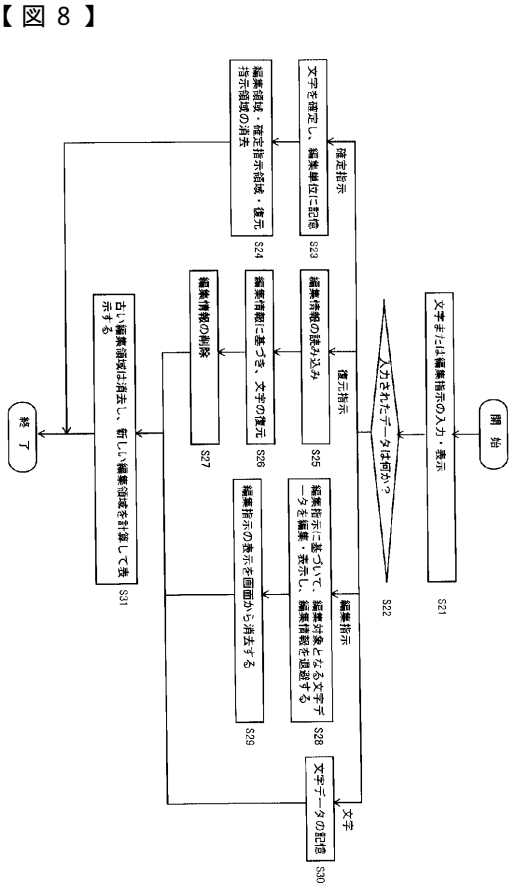 【図8】
開始
文字または編集指示の入力・表示
S21
入力されたデータは何か?
S22
確定指示
文字を確定し、編集単位に記憶
S23
編集領域・確定指示領域・復元
指示領域の消去
S24
復元指示
編集情報の読み込み
S25
編集情報に基づき、文字の復元
S26
編集情報の削除
S27
編集指示
編集指示に基づいて、編集対象となる文字デ
ータを編集・表示し、編集情報を退避する
S28
編集指示の表示を画面から消去する
S29
文字
文字データの記憶
S30
古い編集領域は消去し、新しい編集領域を計算して表
示する
S31
終了